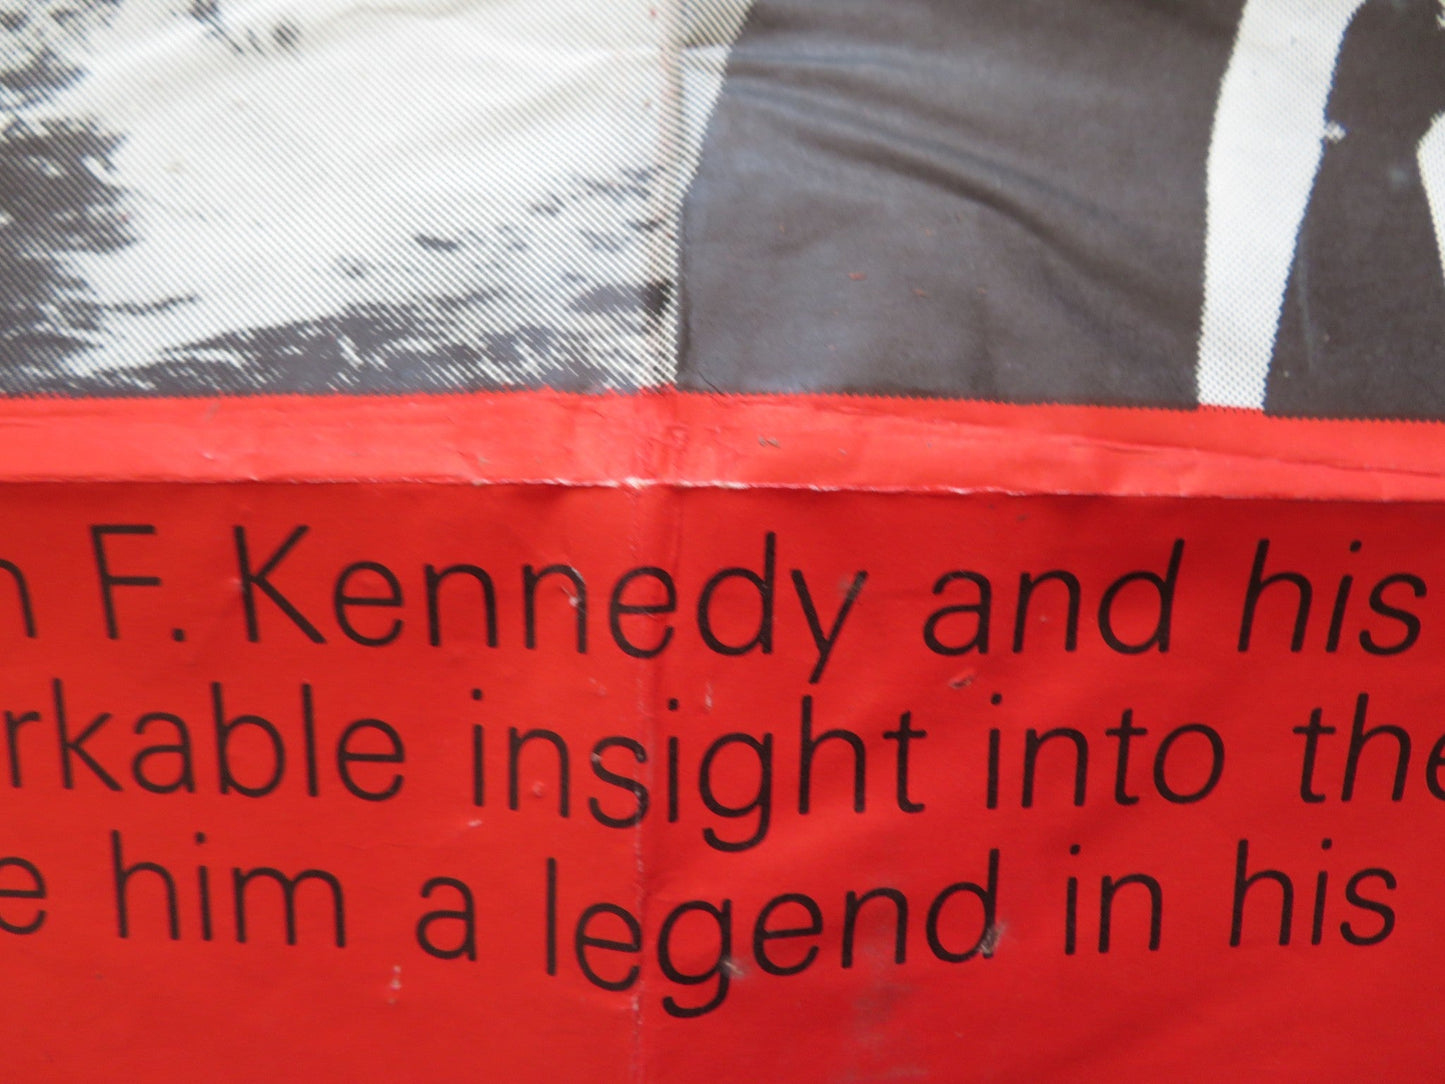 n F. Kennedy and his
rkable insight into the
e him a legend in his